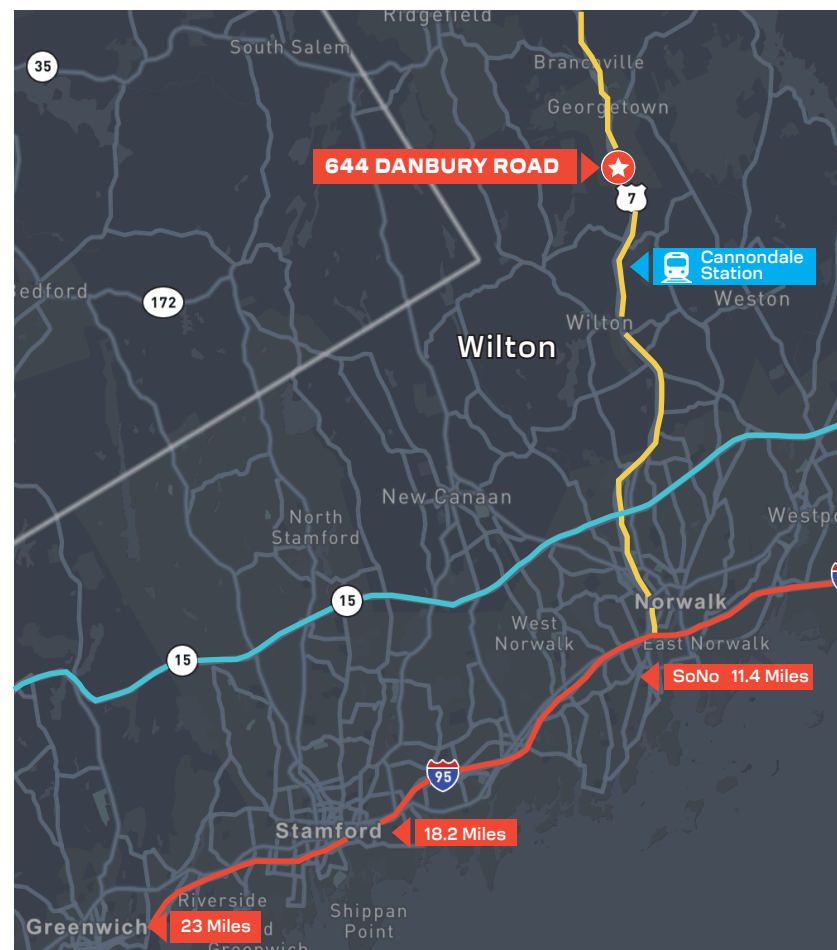 Ridgefield
South Salem
35
Branchville
Georgetown
644 DANBURY ROAD
7
Cannondale
Station
Bedford
172
Weston
Wilton
Wilton
New Canaan
North
Stamford
15
Norwalk
West
Norwalk
East Norwalk
15
SoNo 11.4 Miles
95
Stamford
18.2 Miles
Riverside
Shippan
Point
Greenwich
23 Miles
Greenwich